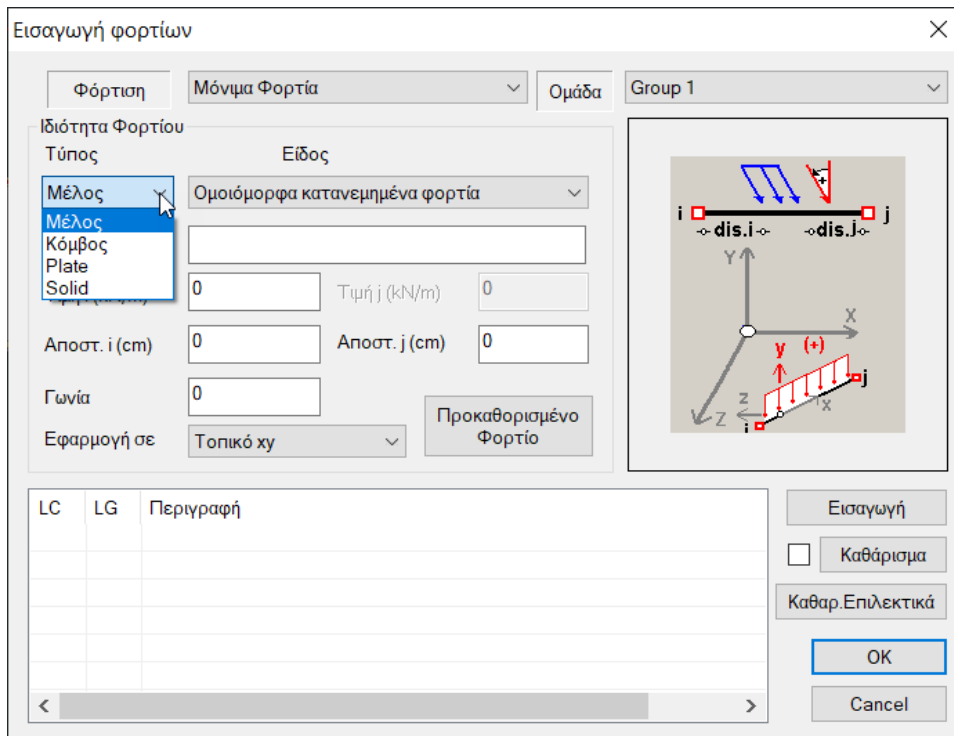 Εισαγωγή φορτίων
Φόρτιση Μόνιμα Φορτία Ομάδα Group 1
Ιδιότητα Φορτίου
Τύπος Είδος
Μέλος Ομοιόμορφα κατανεμημένα φορτία
Μέλος
Κόμβος
Plate
Solid
0 Τιμή j (kN/m) 0
Αποστ. i (cm) 0 Αποστ. j (cm) 0
Γωνία 0
Προκαθορισμένο
Φορτίο
Εφαρμογή σε Τοπικό xy
+
i j
dis.i dis.j
Y
X
y (+)
j
z x
Z i
LC LG Περιγραφή
Εισαγωγή
Καθάρισμα
Καθαρ.Επιλεκτικά
OK
Cancel